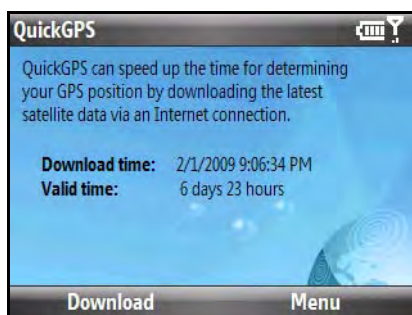 QuickGPS
QuickGPS can speed up the time for determining
your GPS position by downloading the latest
satellite data via an Internet connection.
Download time: 2/1/2009 9:06:34 PM
Valid time: 6 days 23 hours
Download Menu